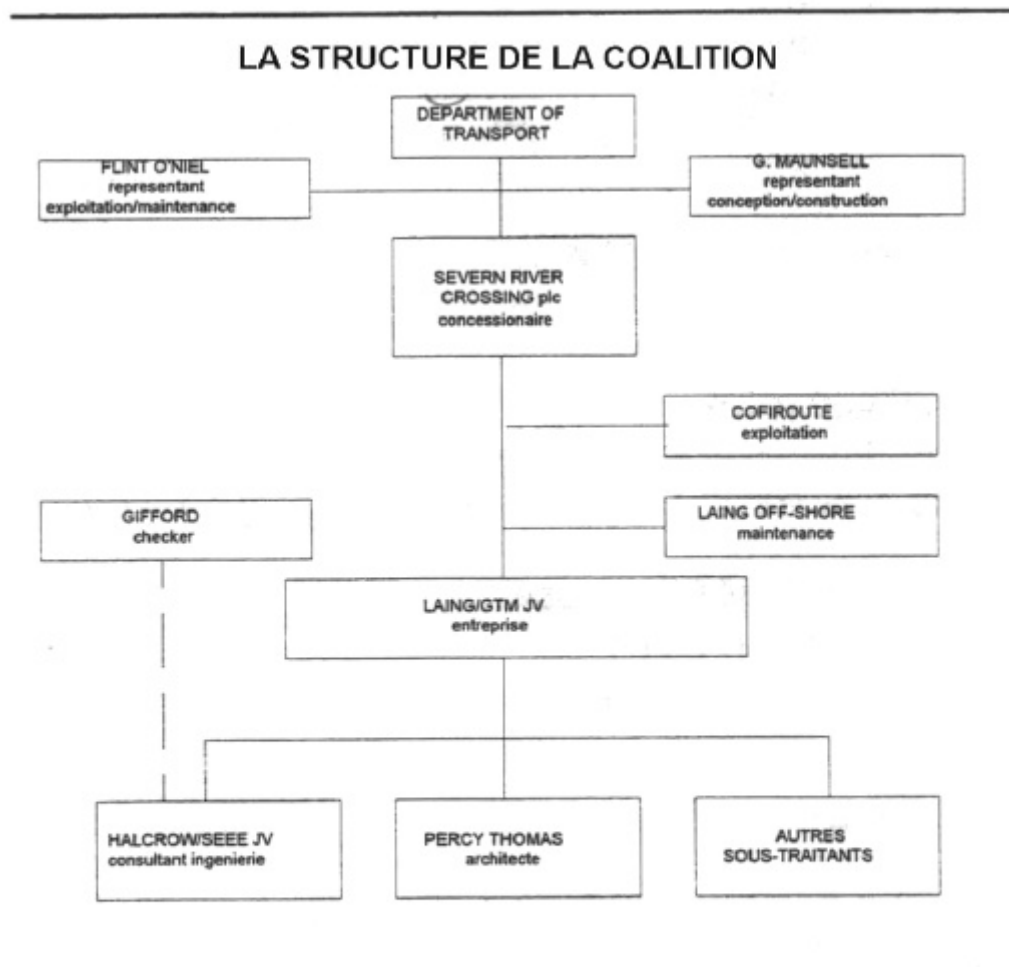 LA STRUCTURE DE LA COALITION
DEPARTMENT OF
TRANSPORT
FLINT O'NIEL
representant
exploitation/maintenance
G. MAUNSELL
representant
conception/construction
SEVERN RIVER
CROSSING plc
concessionaire
COFIROUTE
exploitation
GIFFORD
checker
LAING OFF-SHORE
maintenance
LAING/GTM JV
entreprise
HALCROW/SEEE JV
consultant ingenierie
PERCY THOMAS
architecte
AUTRES
SOUS-TRAITANTS